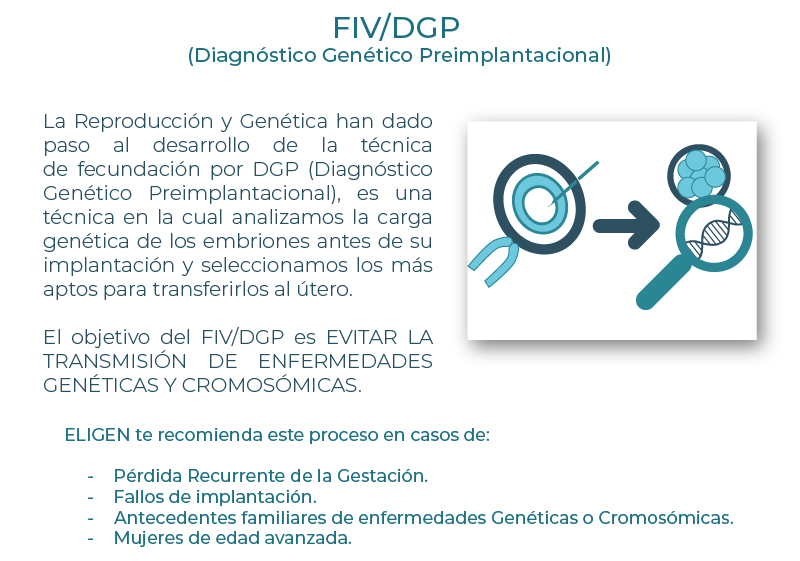 FIV/DGP
(Diagnóstico Genético Preimplantacional)
La Reproducción y Genética han dado
paso al desarrollo de la técnica
de fecundación por DGP (Diagnóstico
Genético Preimplantacional), es una
técnica en la cual analizamos la carga
genética de los embriones antes de su
implantación y seleccionamos los más
aptos para transferirlos al útero.
El objetivo del FIV/DGP es EVITAR LA
TRANSMISIÓN DE ENFERMEDADES
GENÉTICAS Y CROMOSÓMICAS.
ELIGEN te recomienda este proceso en casos de:
- Pérdida Recurrente de la Gestación.
- Fallos de implantación.
- Antecedentes familiares de enfermedades Genéticas o Cromosómicas.
- Mujeres de edad avanzada.